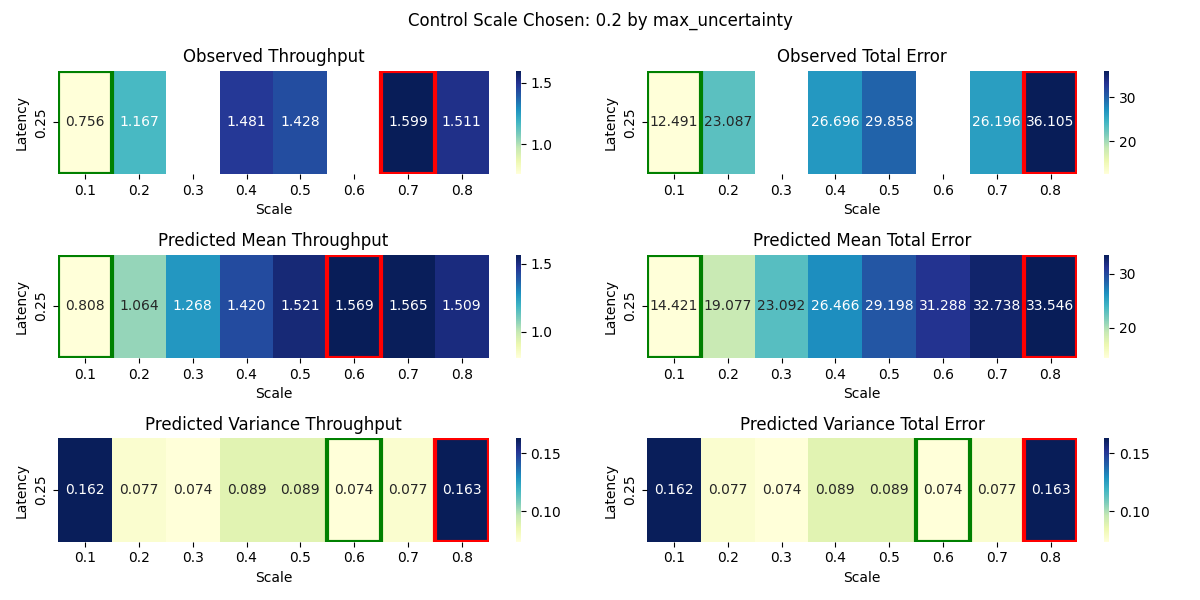 Control Scale Chosen: 0.2 by max_uncertainty
Observed Throughput
Latency
0.25
0.756 1.167 1.481 1.428 1.599 1.511
0.1 0.2 0.3 0.4 0.5 0.6 0.7 0.8
Scale
1.5
1.0
Observed Total Error
Latency
0.25
12.491 23.087 26.696 29.858 26.196 36.105
0.1 0.2 0.3 0.4 0.5 0.6 0.7 0.8
Scale
30
20
Predicted Mean Throughput
Latency
0.25
0.808 1.064 1.268 1.420 1.521 1.569 1.565 1.509
0.1 0.2 0.3 0.4 0.5 0.6 0.7 0.8
Scale
1.5
1.0
Predicted Mean Total Error
Latency
0.25
14.421 19.077 23.092 26.466 29.198 31.288 32.738 33.546
0.1 0.2 0.3 0.4 0.5 0.6 0.7 0.8
Scale
30
20
Predicted Variance Throughput
Latency
0.25
0.162 0.077 0.074 0.089 0.089 0.074 0.077 0.163
0.1 0.2 0.3 0.4 0.5 0.6 0.7 0.8
Scale
0.15
0.10
Predicted Variance Total Error
Latency
0.25
0.162 0.077 0.074 0.089 0.089 0.074 0.077 0.163
0.1 0.2 0.3 0.4 0.5 0.6 0.7 0.8
Scale
0.15
0.10